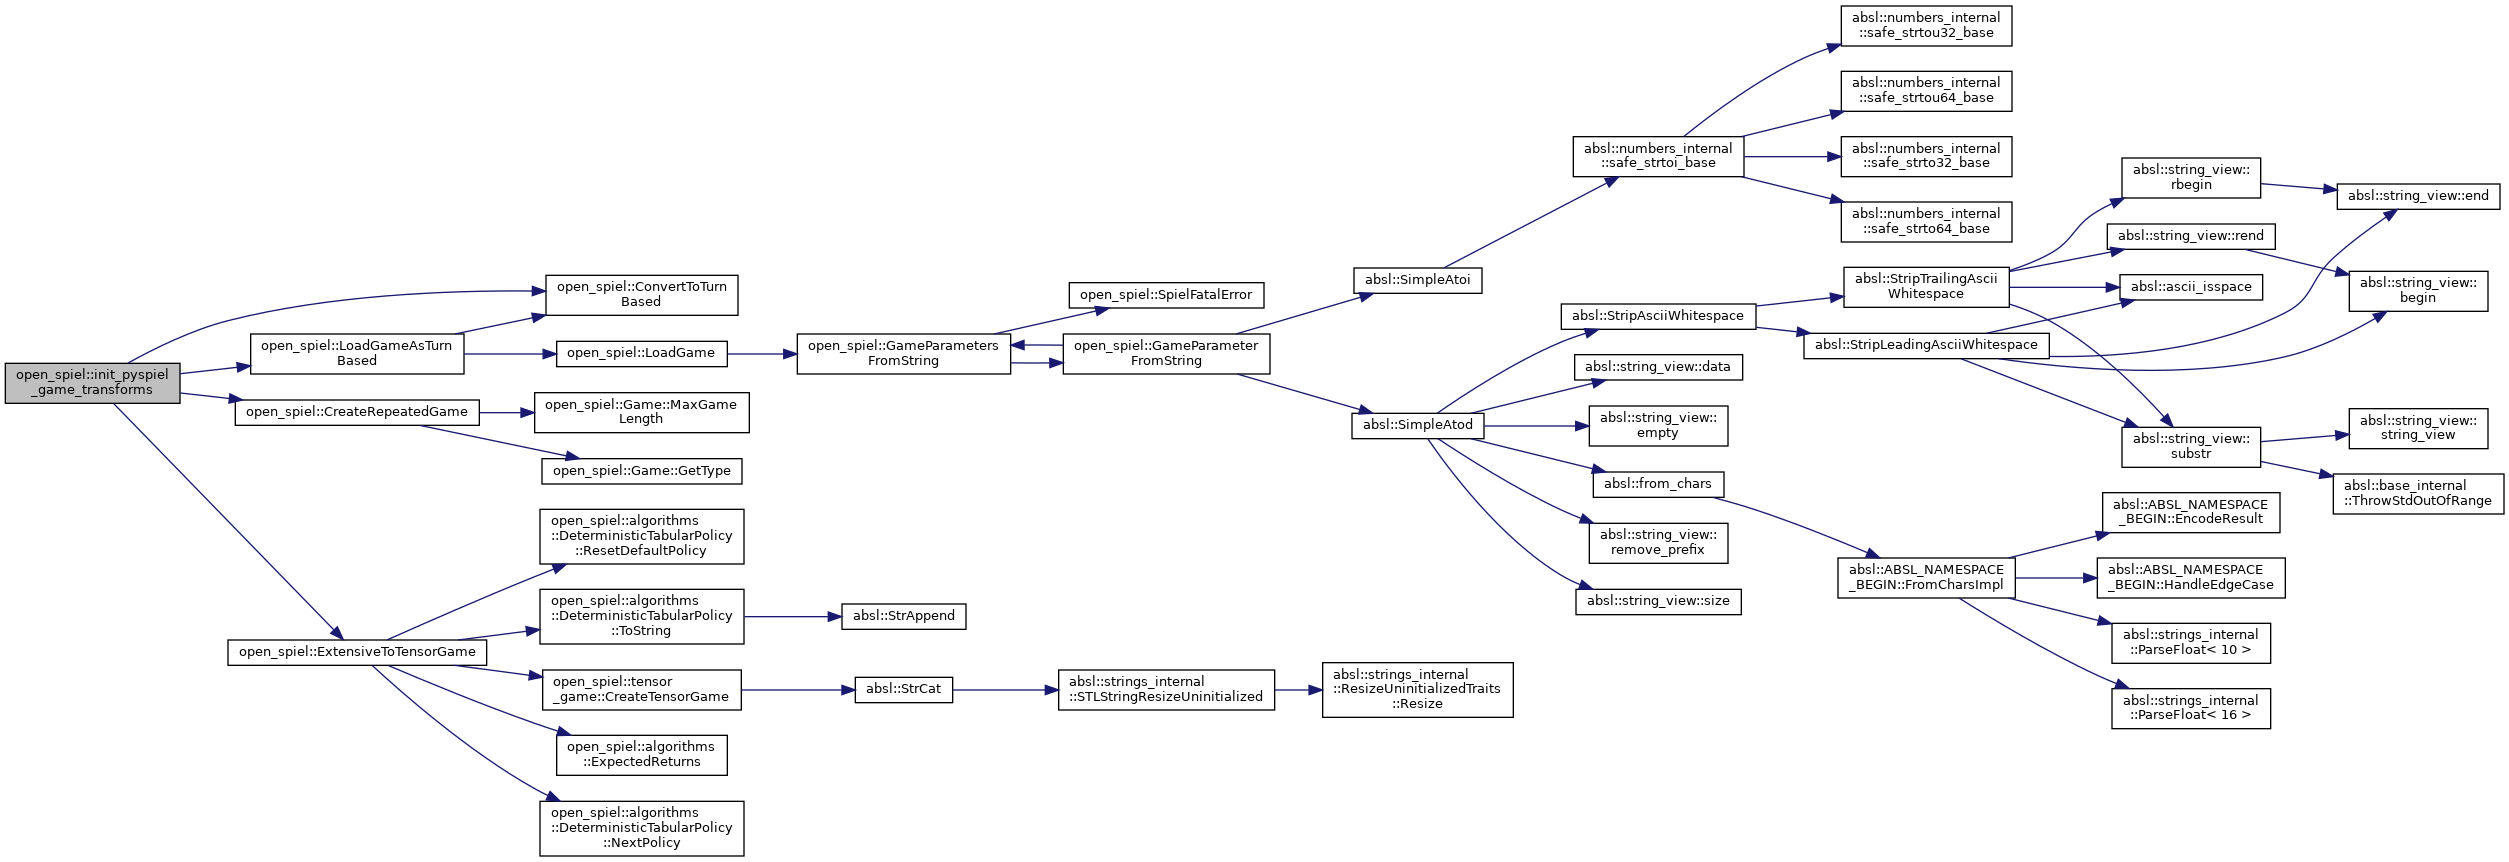 open_spiel::init_pyspiel
_game_transforms
open_spiel::ConvertToTurn
Based
open_spiel::LoadGameAsTurn
Based
open_spiel::LoadGame
open_spiel::CreateRepeatedGame
open_spiel::Game::MaxGame
Length
open_spiel::Game::GetType
open_spiel::ExtensiveToTensorGame
open_spiel::algorithms
::DeterministicTabularPolicy
::ResetDefaultPolicy
open_spiel::algorithms
::DeterministicTabularPolicy
::ToString
open_spiel::tensor
_game::CreateTensorGame
open_spiel::algorithms
::ExpectedReturns
open_spiel::algorithms
::DeterministicTabularPolicy
::NextPolicy
open_spiel::GameParameters
FromString
open_spiel::SpielFatalError
open_spiel::GameParameter
FromString
absl::StrAppend
absl::StrCat
absl::strings_internal
::STLStringResizeUninitialized
absl::strings_internal
::ResizeUninitializedTraits
::Resize
absl::SimpleAtoi
absl::SimpleAtod
absl::numbers_internal
::safe_strtoi_base
absl::numbers_internal
::safe_strtou32_base
absl::numbers_internal
::safe_strtou64_base
absl::numbers_internal
::safe_strto32_base
absl::numbers_internal
::safe_strto64_base
absl::StripAsciiWhitespace
absl::string_view::data
absl::string_view::
empty
absl::from_chars
absl::string_view::
remove_prefix
absl::string_view::size
absl::StripTrailingAscii
Whitespace
absl::StripLeadingAsciiWhitespace
absl::ABSL_NAMESPACE
_BEGIN::FromCharsImpl
absl::string_view::
rbegin
absl::string_view::rend
absl::ascii_isspace
absl::string_view::
substr
absl::ABSL_NAMESPACE
_BEGIN::EncodeResult
absl::ABSL_NAMESPACE
_BEGIN::HandleEdgeCase
absl::strings_internal
::ParseFloat< 10 >
absl::strings_internal
::ParseFloat< 16 >
absl::string_view::end
absl::string_view::
begin
absl::string_view::
string_view
absl::base_internal
::ThrowStdOutOfRange